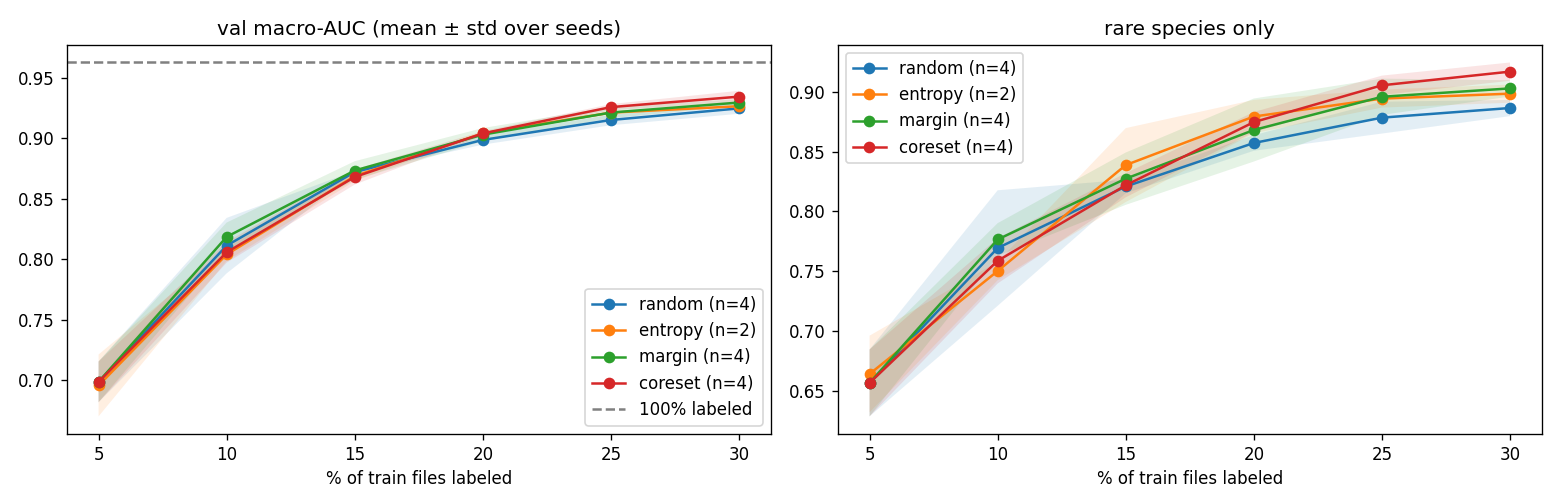 val macro-AUC (mean ± std over seeds)
0.95
0.90
0.85
0.80
0.75
0.70
random (n=4)
entropy (n=2)
margin (n=4)
coreset (n=4)
100% labeled
5 10 15 20 25 30
% of train files labeled
rare species only
random (n=4)
entropy (n=2)
margin (n=4)
coreset (n=4)
0.90
0.85
0.80
0.75
0.70
0.65
5 10 15 20 25 30
% of train files labeled